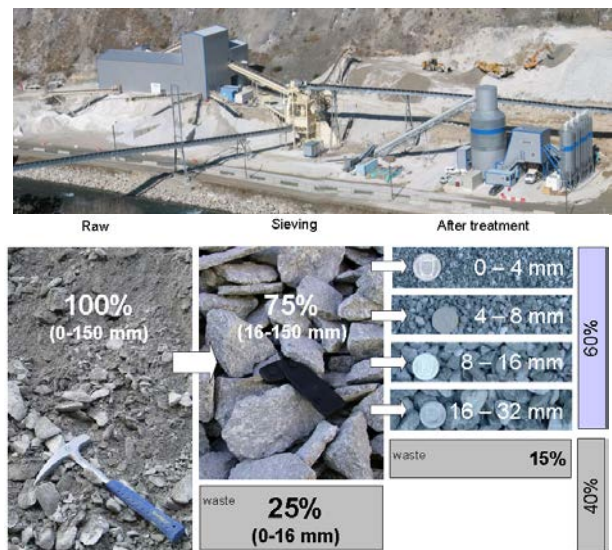 Raw
Sieving
After treatment
100%
(0-150 mm)
75%
(16-150 mm)
0 – 4 mm
4 – 8 mm
8 – 16 mm
16 – 32 mm
60%
waste
15%
waste
25%
(0-16 mm)
40%